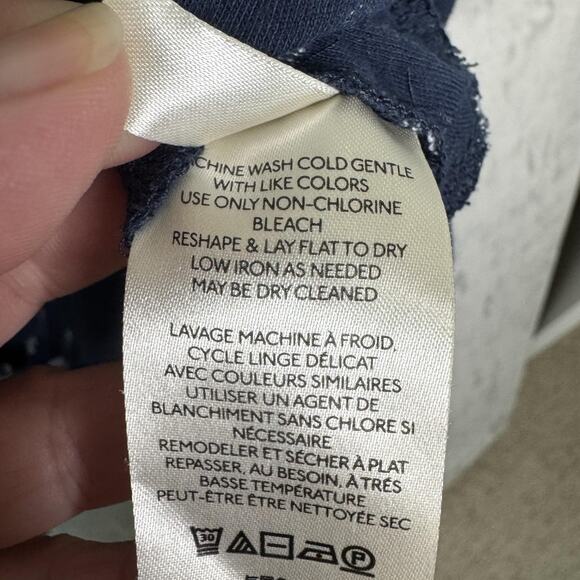 CHINE WASH COLD GENTLE
WITH LIKE COLORS
USE ONLY NON-CHLORINE
BLEACH
RESHAPE & LAY FLAT TO DRY
LOW IRON AS NEEDED
MAY BE DRY CLEANED
LAVAGE MACHINE À FROID,
CYCLE LINGE DÉLICAT
AVEC COULEURS SIMILAIRES
UTILISER UN AGENT DE
BLANCHIMENT SANS CHLORE SI
NÉCESSAIRE
REMODELER ET SÉCHER À PLAT
REPASSER, AU BESOIN, À TRÉS
BASSE TEMPÉRATURE
PEUT-ÊTRE ÊTRE NETTOYÉE SEC
30 P